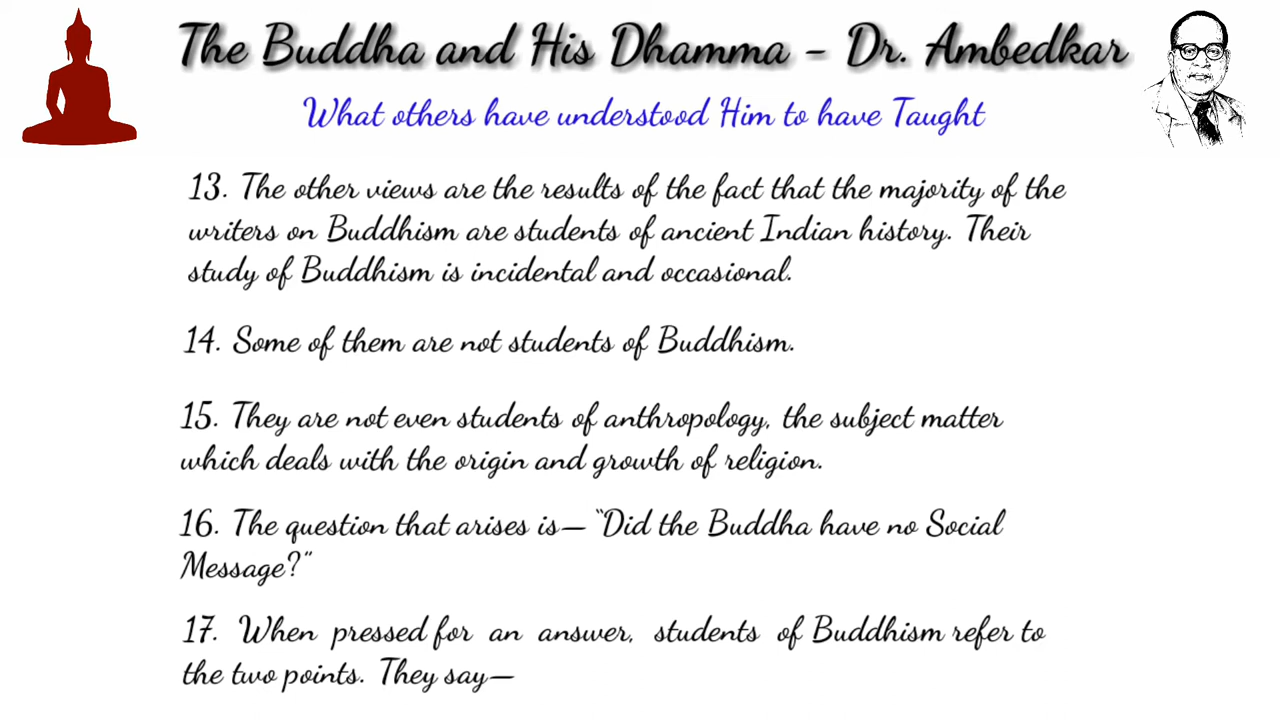 The Buddha and His Dhamma - Dr. Ambedkar
What others have understood Him to have Taught
13. The other views are the results of the fact that the majority of the
writers on Buddhism are students of ancient Indian history. Their
study of Buddhism is incidental and occasional.
14. Some of them are not students of Buddhism.
15. They are not even students of anthropology, the subject matter
which deals with the origin and growth of religion.
16. The question that arises is— “Did the Buddha have no Social
Message?”
17. When pressed for an answer, students of Buddhism refer to
the two points. They say—